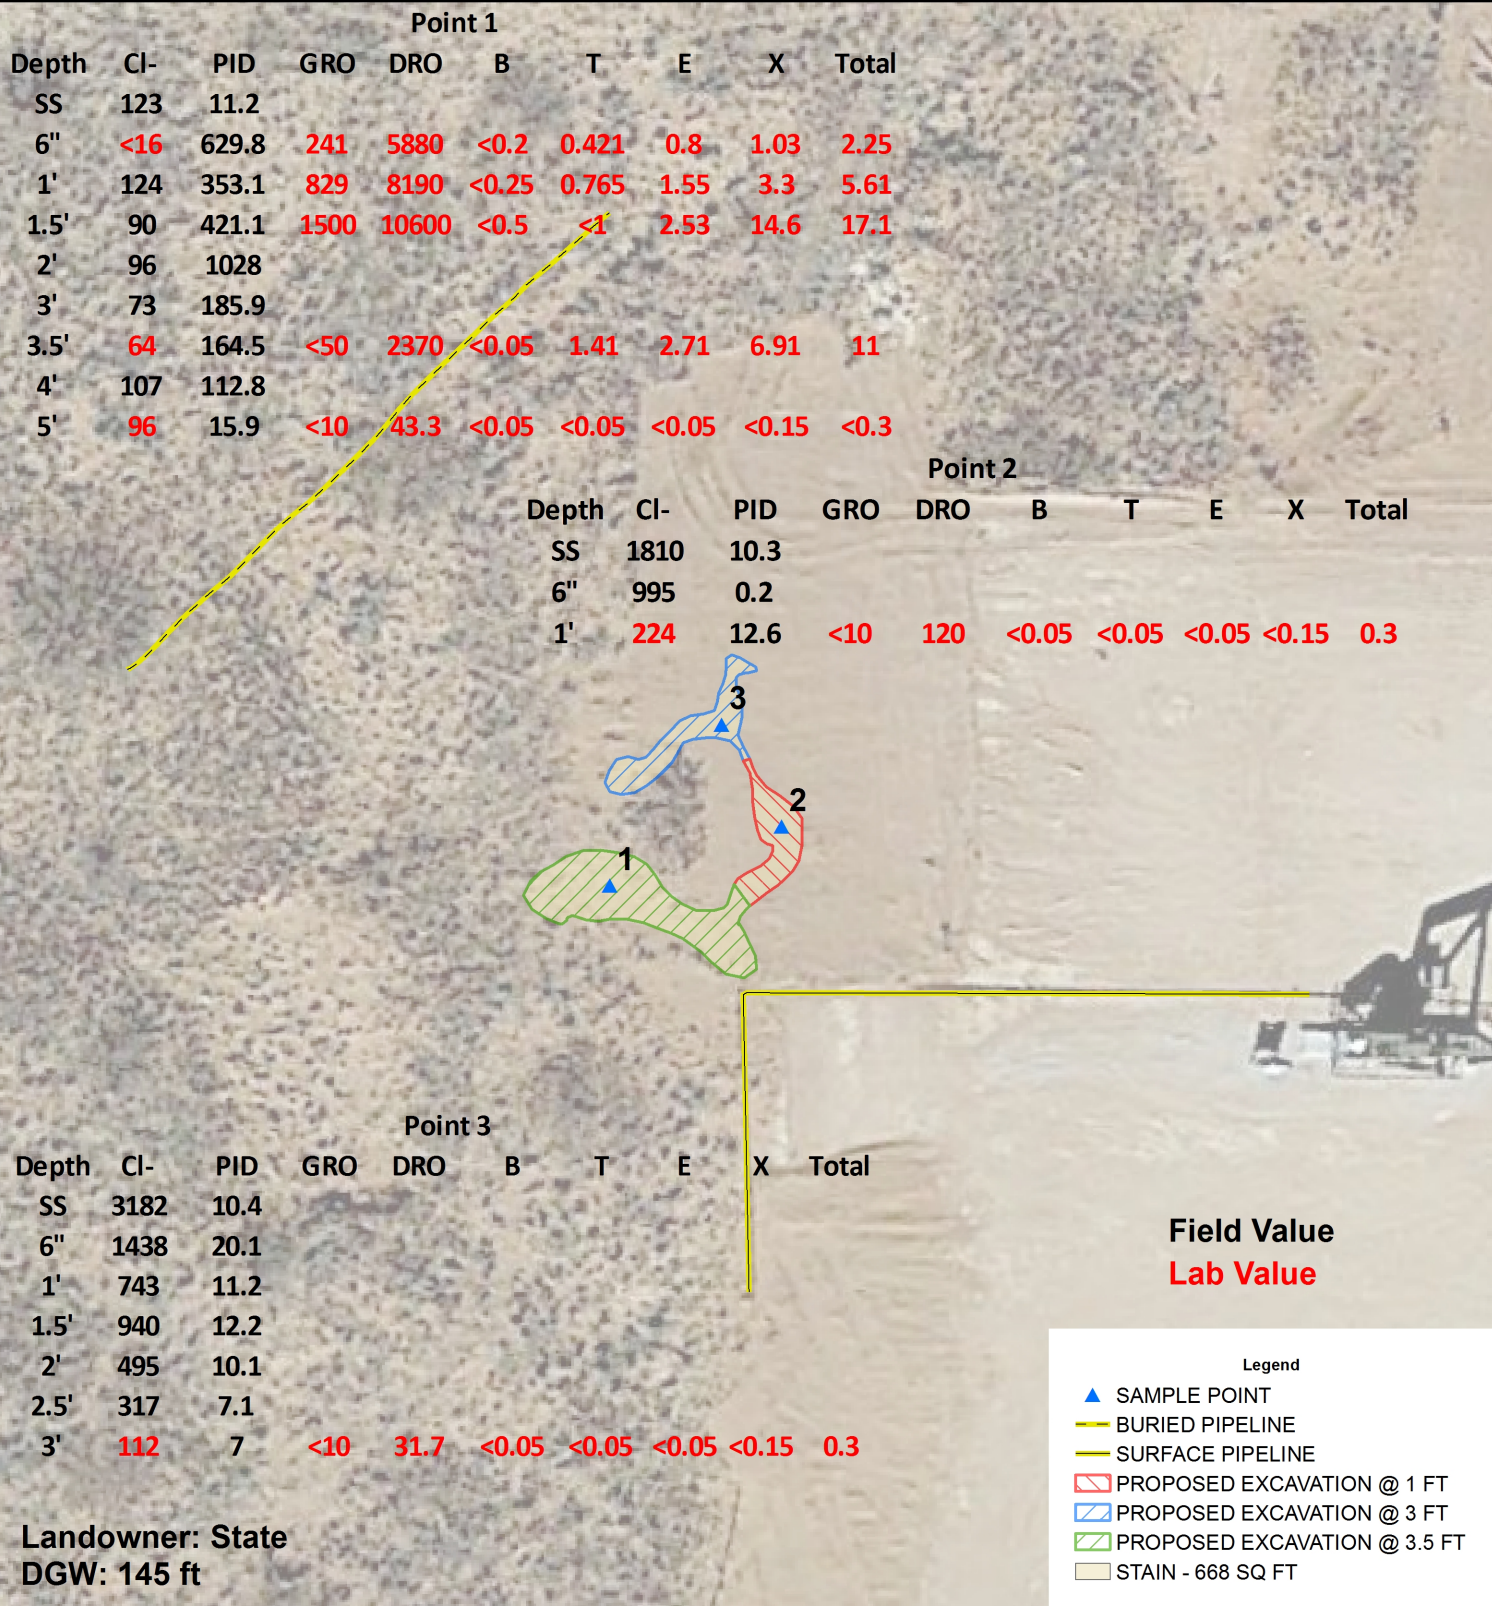 Point 1
Depth Cl- PID GRO DRO B T E X Total
SS 123 11.2
6" <16 629.8 241 5880 <0.2 0.421 0.8 1.03 2.25
1' 124 353.1 829 8190 <0.25 0.765 1.55 3.3 5.61
1.5' 90 421.1 1500 10600 <0.5 <1 2.53 14.6 17.1
2' 96 1028
3' 73 185.9
3.5' 64 164.5 <50 2370 <0.05 1.41 2.71 6.91 11
4' 107 112.8
5' 96 15.9 <10 43.3 <0.05 <0.05 <0.05 <0.15 <0.3
Point 2
Depth Cl- PID GRO DRO B T E X Total
SS 1810 10.3
6" 995 0.2
1' 224 12.6 <10 120 <0.05 <0.05 <0.05 <0.15 0.3
3
2
1
Point 3
Depth Cl- PID GRO DRO B T E X Total
SS 3182 10.4
6" 1438 20.1
1' 743 11.2
1.5' 940 12.2
2' 495 10.1
2.5' 317 7.1
3' 112 7 <10 31.7 <0.05 <0.05 <0.05 <0.15 0.3
Field Value
Lab Value
Legend
SAMPLE POINT
BURIED PIPELINE
SURFACE PIPELINE
PROPOSED EXCAVATION @ 1 FT
PROPOSED EXCAVATION @ 3 FT
PROPOSED EXCAVATION @ 3.5 FT
STAIN - 668 SQ FT
Landowner: State
DGW: 145 ft